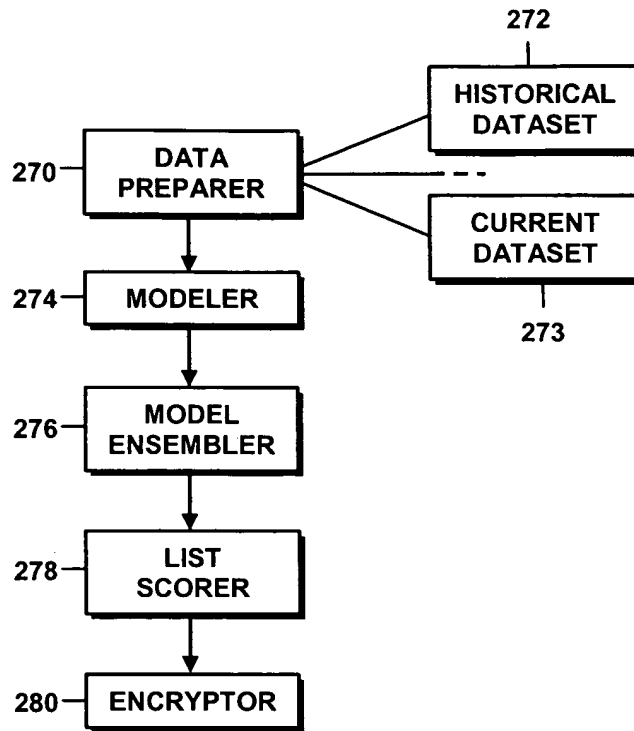 272
HISTORICAL
DATASET
270
DATA
PREPARER
CURRENT
DATASET
273
274
MODELER
276
MODEL
ENSEMBLER
278
LIST
SCORER
280
ENCRYPTOR